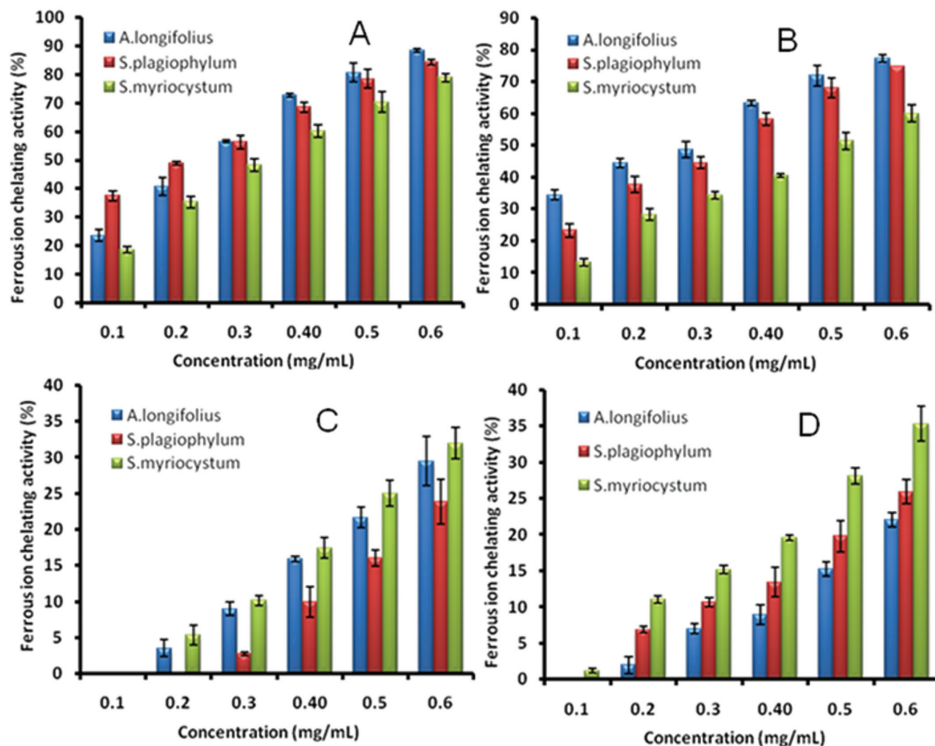 A
Ferrous ion chelating activity (%)
100
90
80
70
60
50
40
30
20
10
0
A.longifolius
S.plagiophylum
S.myriocystum
0.1 0.2 0.3 0.40 0.5 0.6
Concentration (mg/mL)
B
Ferrous ion chelating activity (%)
90
80
70
60
50
40
30
20
10
0
A.longifolius
S.plagiophylum
S.myriocystum
0.1 0.2 0.3 0.40 0.5 0.6
Concentration (mg/mL)
C
Ferrous ion chelating activity (%)
40
35
30
25
20
15
10
5
0
A.longifolius
S.plagiophylum
S.myriocystum
0.1 0.2 0.3 0.40 0.5 0.6
Concentration (mg/mL)
D
Ferrous ion chelating activity (%)
40
35
30
25
20
15
10
5
0
A.longifolius
S.plagiophylum
S.myriocystum
0.1 0.2 0.3 0.40 0.5 0.6
Concentration (mg/mL)